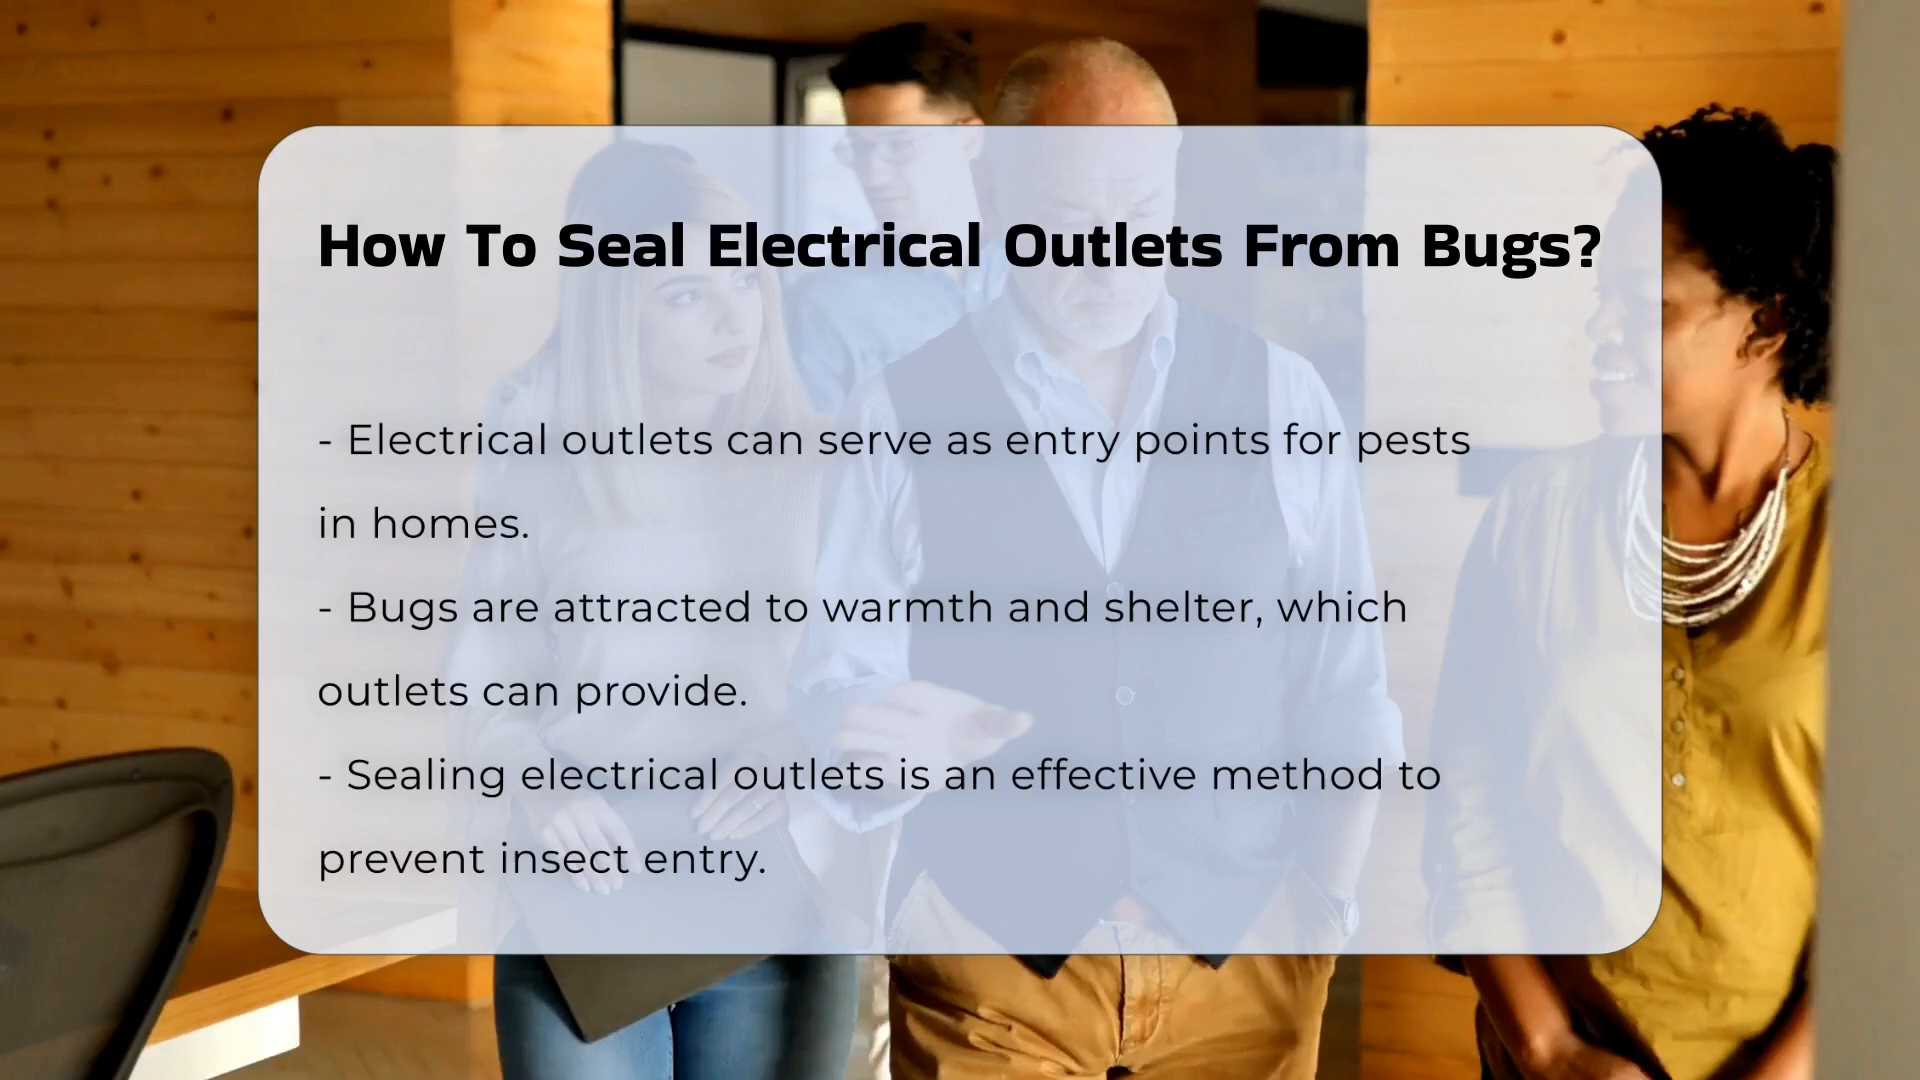 How To Seal Electrical Outlets From Bugs?
- Electrical outlets can serve as entry points for pests
in homes.
- Bugs are attracted to warmth and shelter, which
outlets can provide.
- Sealing electrical outlets is an effective method to
prevent insect entry.